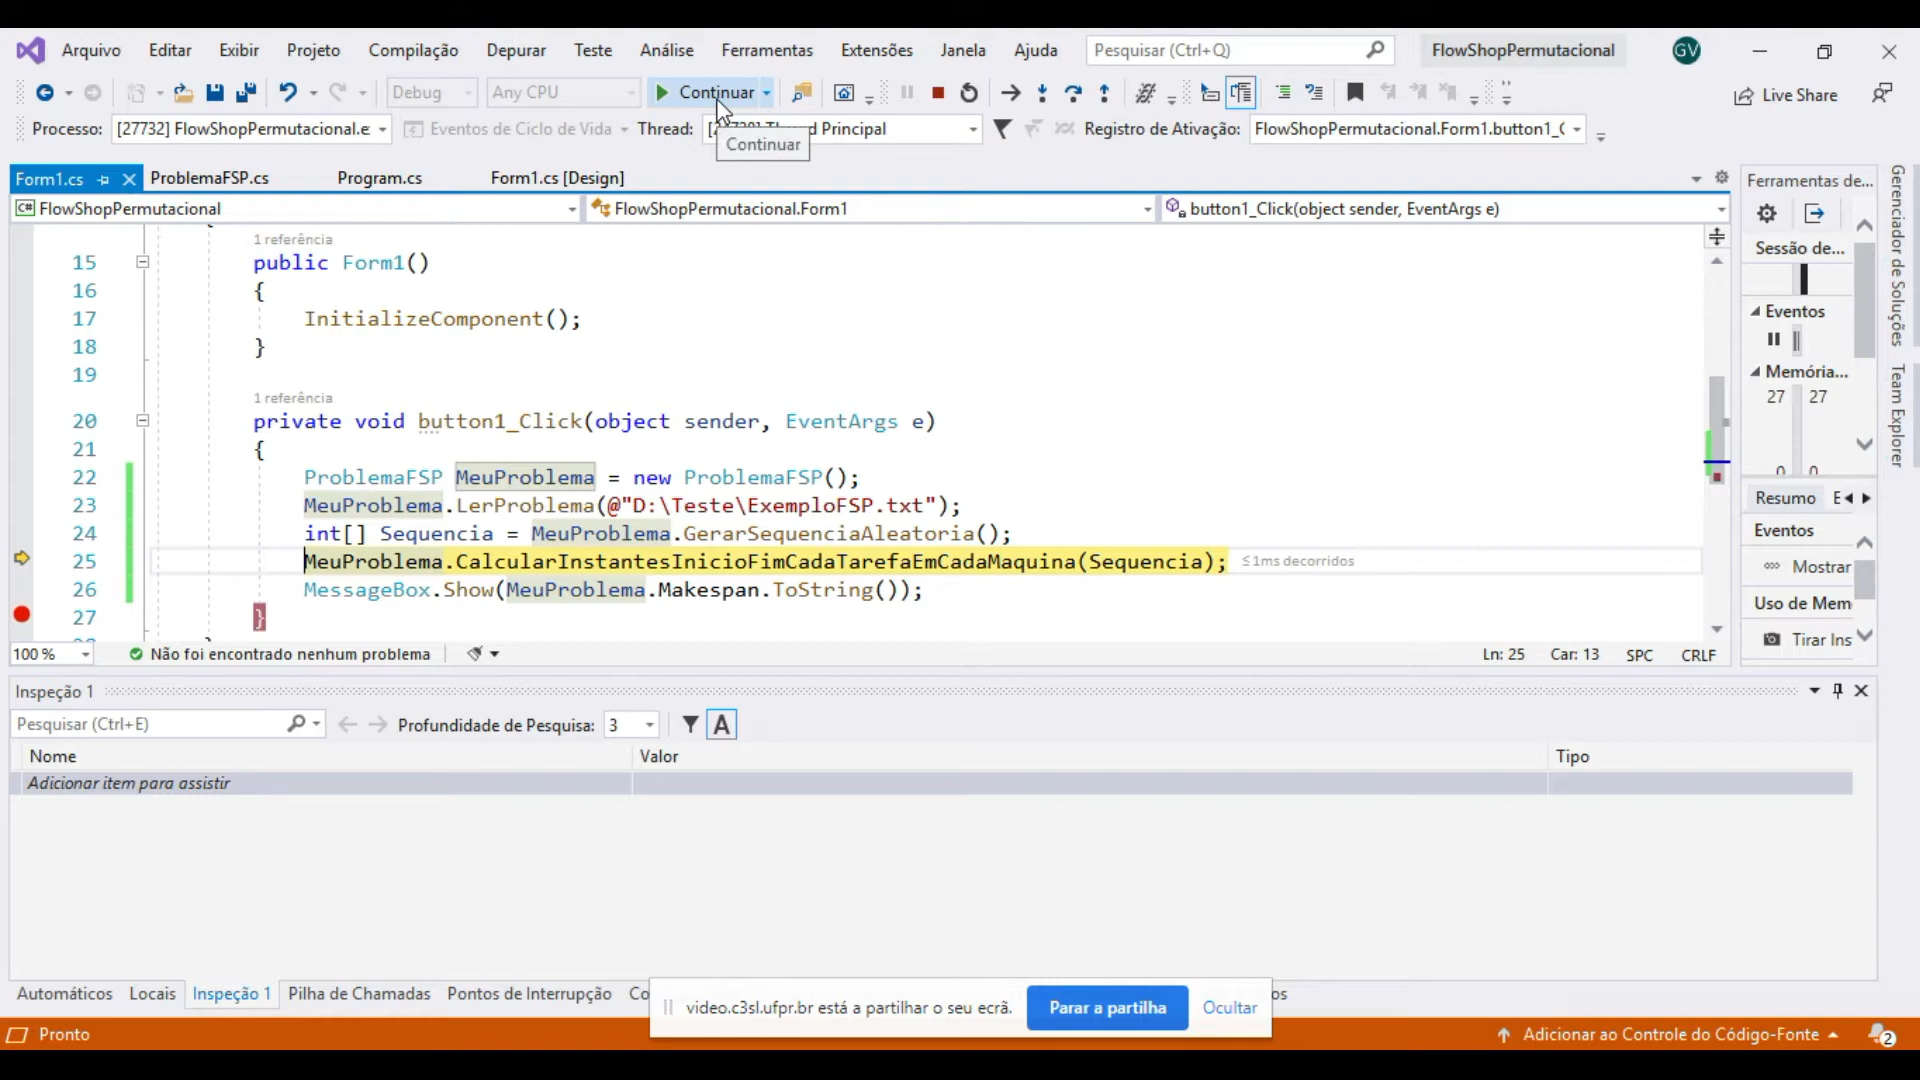 Arquivo Editar Exibir Projeto Compilação Depurar Teste Análise Ferramentas Extensões Janela Ajuda Pesquisar (Ctrl+Q) FlowShopPermutacional GV
Debug Any CPU Continuar Live Share
Processo: [27732] FlowShopPermutacional.e Eventos de Ciclo de Vida Thread: Thread Principal Registro de Ativação: FlowShopPermutacional.Form1.button1_C
Continuar
Form1.cs ProblemaFSP.cs Program.cs Form1.cs [Design]
FlowShopPermutacional FlowShopPermutacional.Form1 button1_Click(object sender, EventArgs e)
1 referência
15 public Form1()
16 {
17 InitializeComponent();
18 }
19
1 referência
20 private void button1_Click(object sender, EventArgs e)
21 {
22 ProblemaFSP MeuProblema = new ProblemaFSP();
23 MeuProblema.LerProblema(@"D:\Teste\ExemploFSP.txt");
24 int[] Sequencia = MeuProblema.GerarSequenciaAleatoria();
25 MeuProblema.CalcularInstantesInicioFimCadaTarefaEmCadaMaquina(Sequencia); ≤1ms decorridos
26 MessageBox.Show(MeuProblema.Makespan.ToString());
27 }
100 % Não foi encontrado nenhum problema Ln: 25 Car: 13 SPC CRLF
Ferramentas de...
Sessão de...
Eventos
Memória...
27 27
0 0
Resumo E
Eventos
Mostrar
Uso de Mem
Tirar Ins
Gerenciador de Soluções
Team Explorer
Inspeção 1
Pesquisar (Ctrl+E) Profundidade de Pesquisa: 3 A
Nome Valor Tipo
Adicionar item para assistir
Automáticos Locais Inspeção 1 Pilha de Chamadas Pontos de Interrupção Co os
video.c3sl.ufpr.br está a partilhar o seu ecrã. Parar a partilha Ocultar
Pronto Adicionar ao Controle do Código-Fonte 2